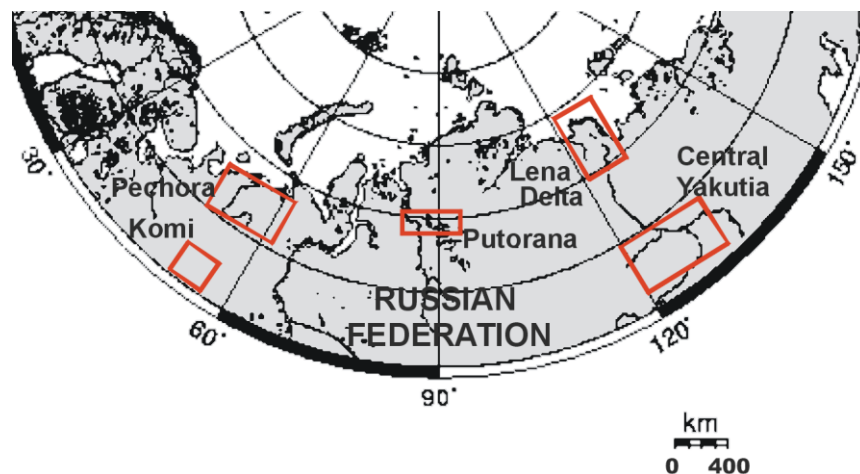 30°
Pechora
Komi
60°
Lena
Delta
Central
Yakutia
150°
Putorana
RUSSIAN
FEDERATION
120°
90°
km
0 400